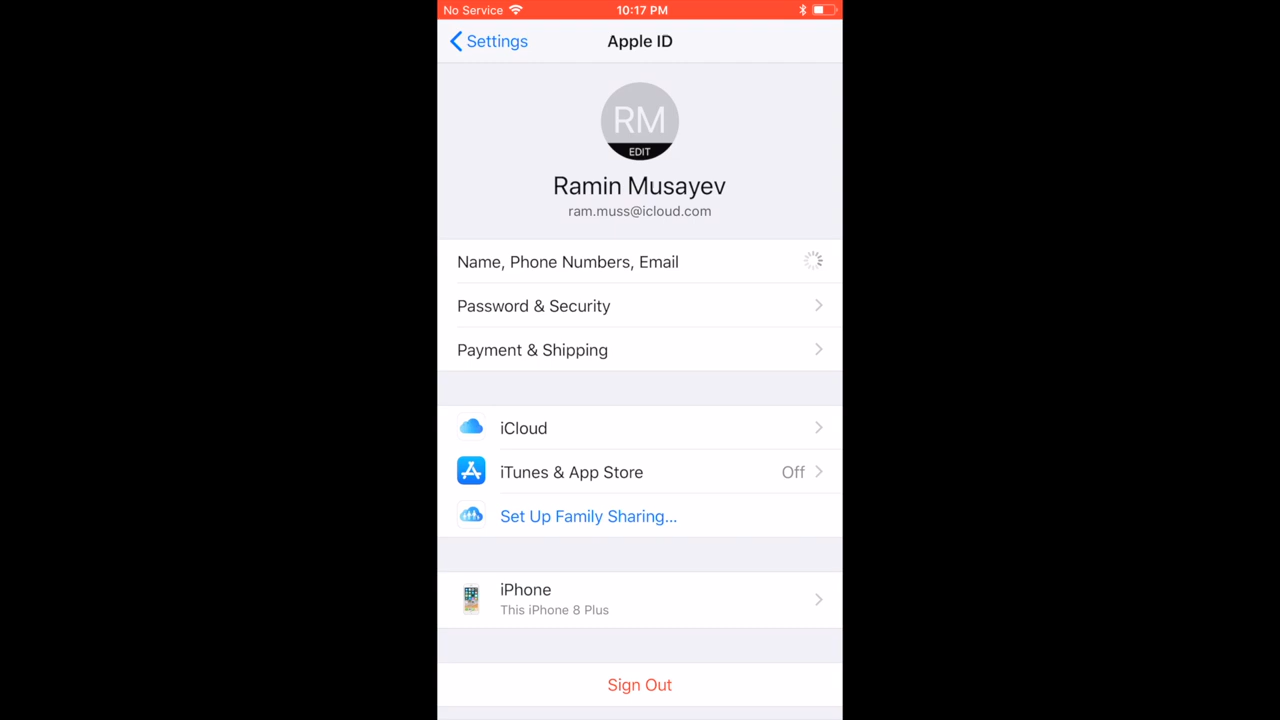 No Service 10:17 PM
Settings Apple ID
RM
EDIT
Ramin Musayev
ram.muss@icloud.com
Name, Phone Numbers, Email
Password & Security
Payment & Shipping
iCloud
iTunes & App Store Off
Set Up Family Sharing...
iPhone
This iPhone 8 Plus
Sign Out